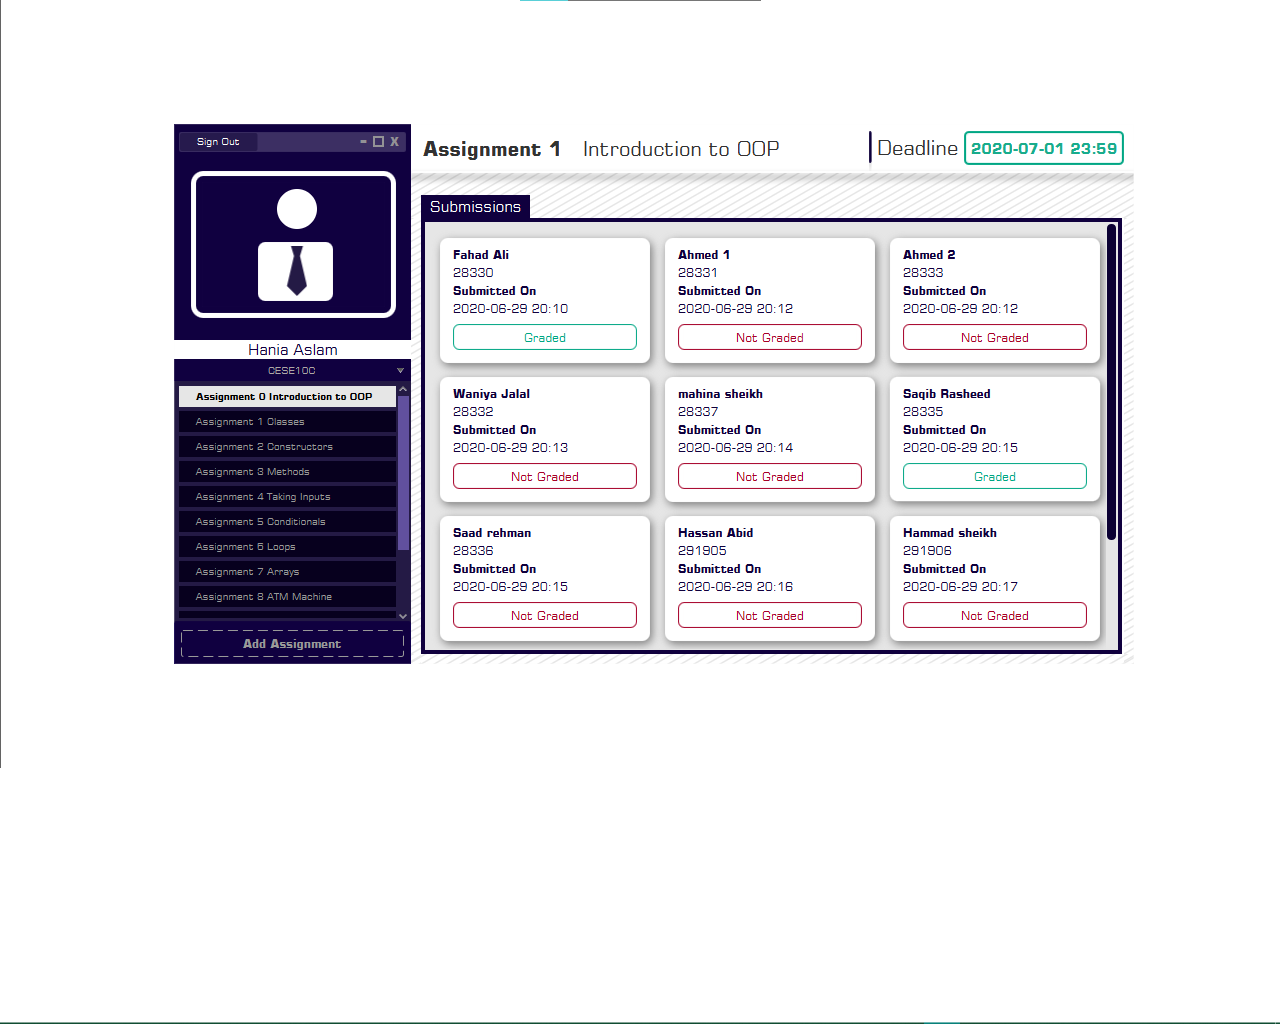 Sign Out
Hania Aslam
CESE10C
Assignment 0 Introduction to OOP
Assignment 1 Classes
Assignment 2 Constructors
Assignment 3 Methods
Assignment 4 Taking Inputs
Assignment 5 Conditionals
Assignment 6 Loops
Assignment 7 Arrays
Assignment 8 ATM Machine
Add Assignment
Assignment 1 Introduction to OOP
Deadline 2020-07-01 23:59
Submissions
Fahad Ali
28330
Submitted On
2020-06-29 20:10
Graded
Ahmed 1
28331
Submitted On
2020-06-29 20:12
Not Graded
Ahmed 2
28333
Submitted On
2020-06-29 20:12
Not Graded
Waniya Jalal
28332
Submitted On
2020-06-29 20:13
Not Graded
mahina sheikh
28337
Submitted On
2020-06-29 20:14
Not Graded
Saqib Rasheed
28335
Submitted On
2020-06-29 20:15
Graded
Saad rehman
28336
Submitted On
2020-06-29 20:15
Not Graded
Hassan Abid
291905
Submitted On
2020-06-29 20:16
Not Graded
Hammad sheikh
291906
Submitted On
2020-06-29 20:17
Not Graded